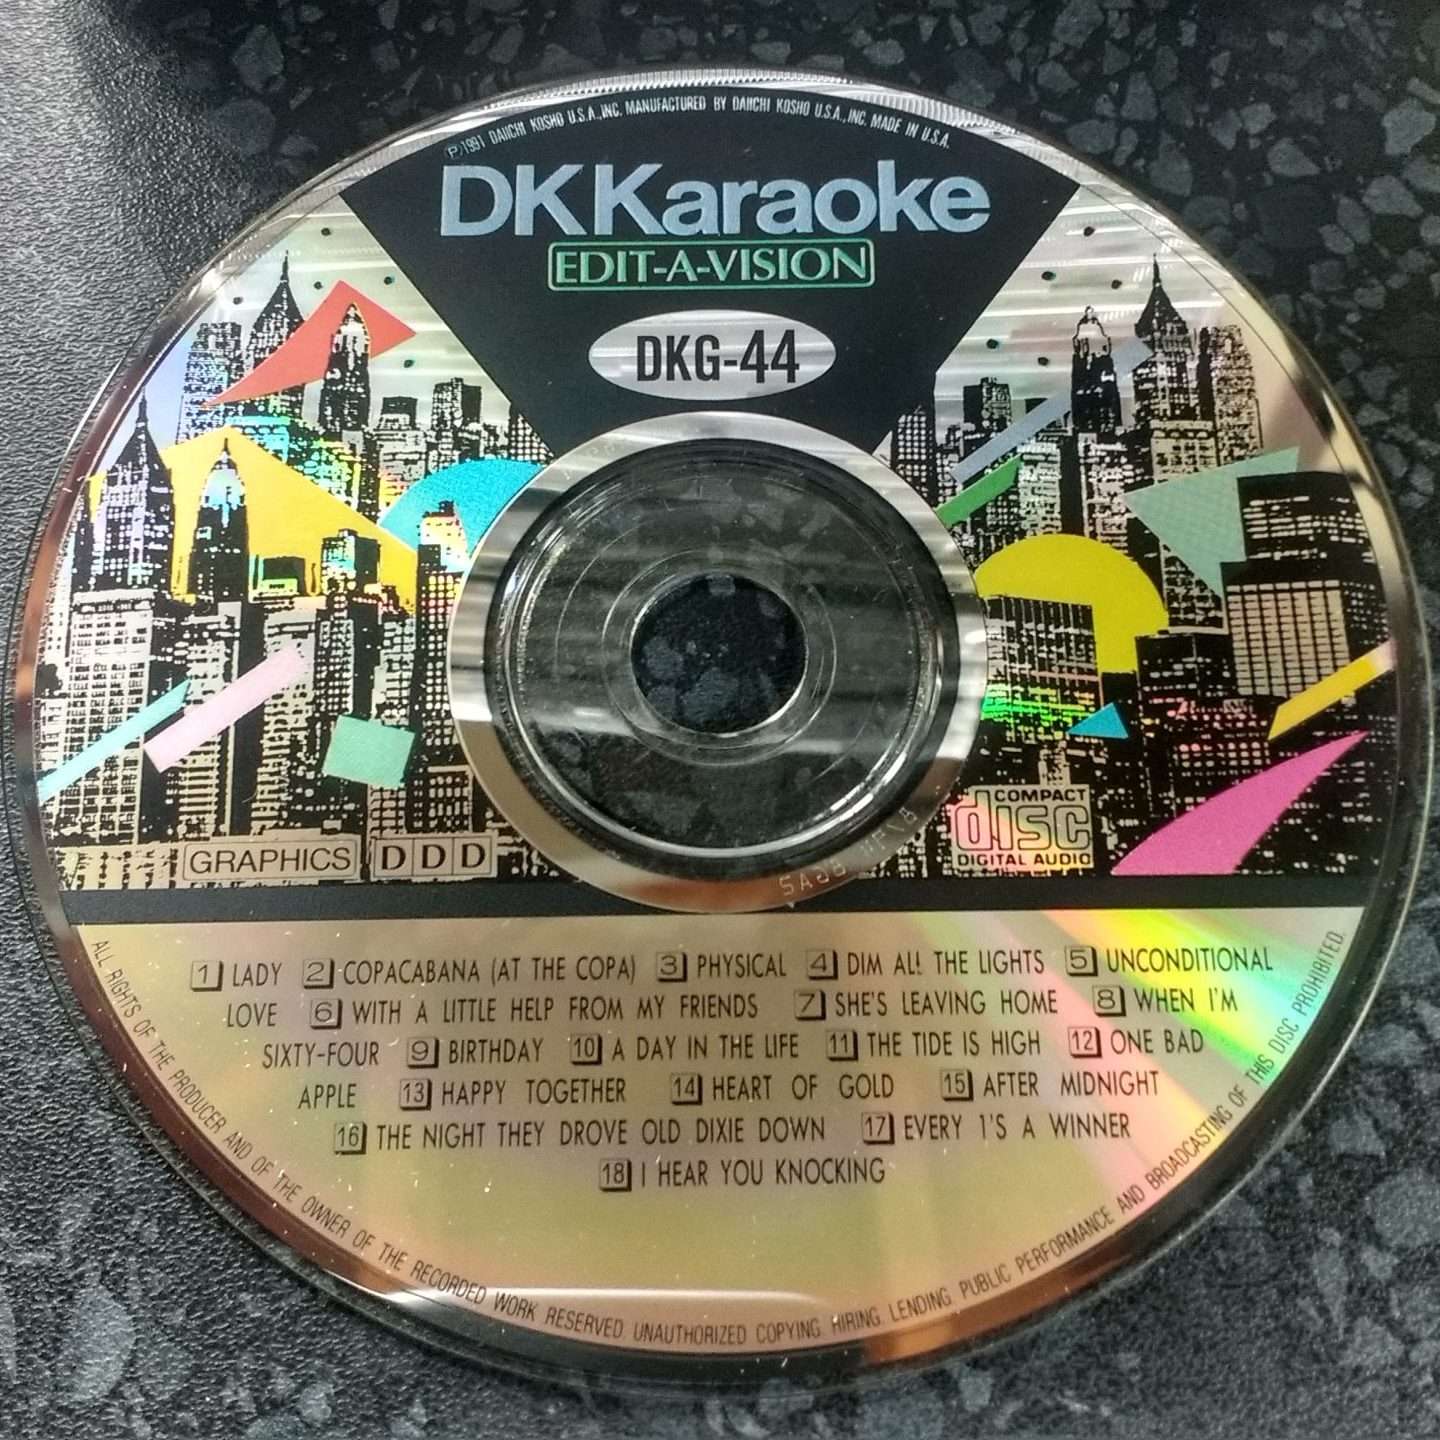 ℗1991 DAIICHI KOSHO U.S.A., INC. MANUFACTURED BY DAIICHI KOSHO U.S.A., INC. MADE IN U.S.A.
DKKaraoke
EDIT-A-VISION
DKG-44
GRAPHICS DDD
COMPACT
disc
DIGITAL AUDIO
1 LADY 2 COPACABANA (AT THE COPA) 3 PHYSICAL 4 DIM AL! THE LIGHTS 5 UNCONDITIONAL
LOVE 6 WITH A LITTLE HELP FROM MY FRIENDS 7 SHE'S LEAVING HOME 8 WHEN I'M
SIXTY-FOUR 9 BIRTHDAY 10 A DAY IN THE LIFE 11 THE TIDE IS HIGH 12 ONE BAD
APPLE 13 HAPPY TOGETHER 14 HEART OF GOLD 15 AFTER MIDNIGHT
16 THE NIGHT THEY DROVE OLD DIXIE DOWN 17 EVERY 1'S A WINNER
18 I HEAR YOU KNOCKING
ALL RIGHTS OF THE PRODUCER AND OF THE OWNER OF THE RECORDED WORK RESERVED. UNAUTHORIZED COPYING. HIRING. LENDING. PUBLIC PERFORMANCE AND BROADCASTING OF THIS DISC PROHIBITED.